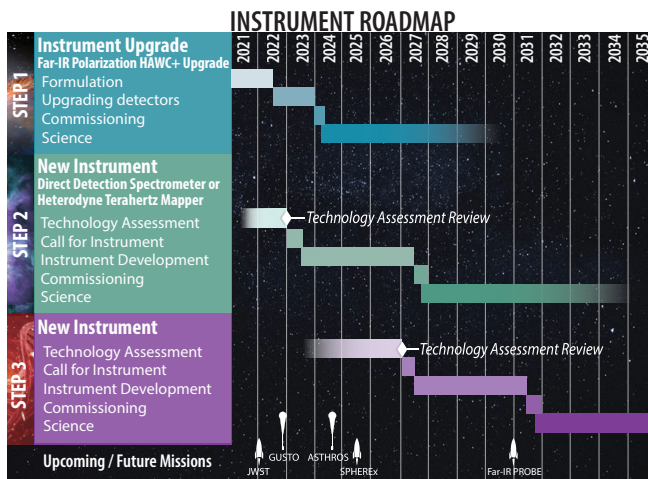 INSTRUMENT ROADMAP
2021 2022 2023 2024 2025 2026 2027 2028 2029 2030 2031 2032 2033 2034 2035
STEP 1
Instrument Upgrade
Far-IR Polarization HAWC+ Upgrade
Formulation
Upgrading detectors
Commissioning
Science
STEP 2
New Instrument
Direct Detection Spectrometer or
Heterodyne Terahertz Mapper
Technology Assessment
Technology Assessment Review
Call for Instrument
Instrument Development
Commissioning
Science
STEP 3
New Instrument
Technology Assessment
Technology Assessment Review
Call for Instrument
Instrument Development
Commissioning
Science
Upcoming / Future Missions
JWST
GUSTO
ASTHROS
SPHEREx
Far-IR PROBE